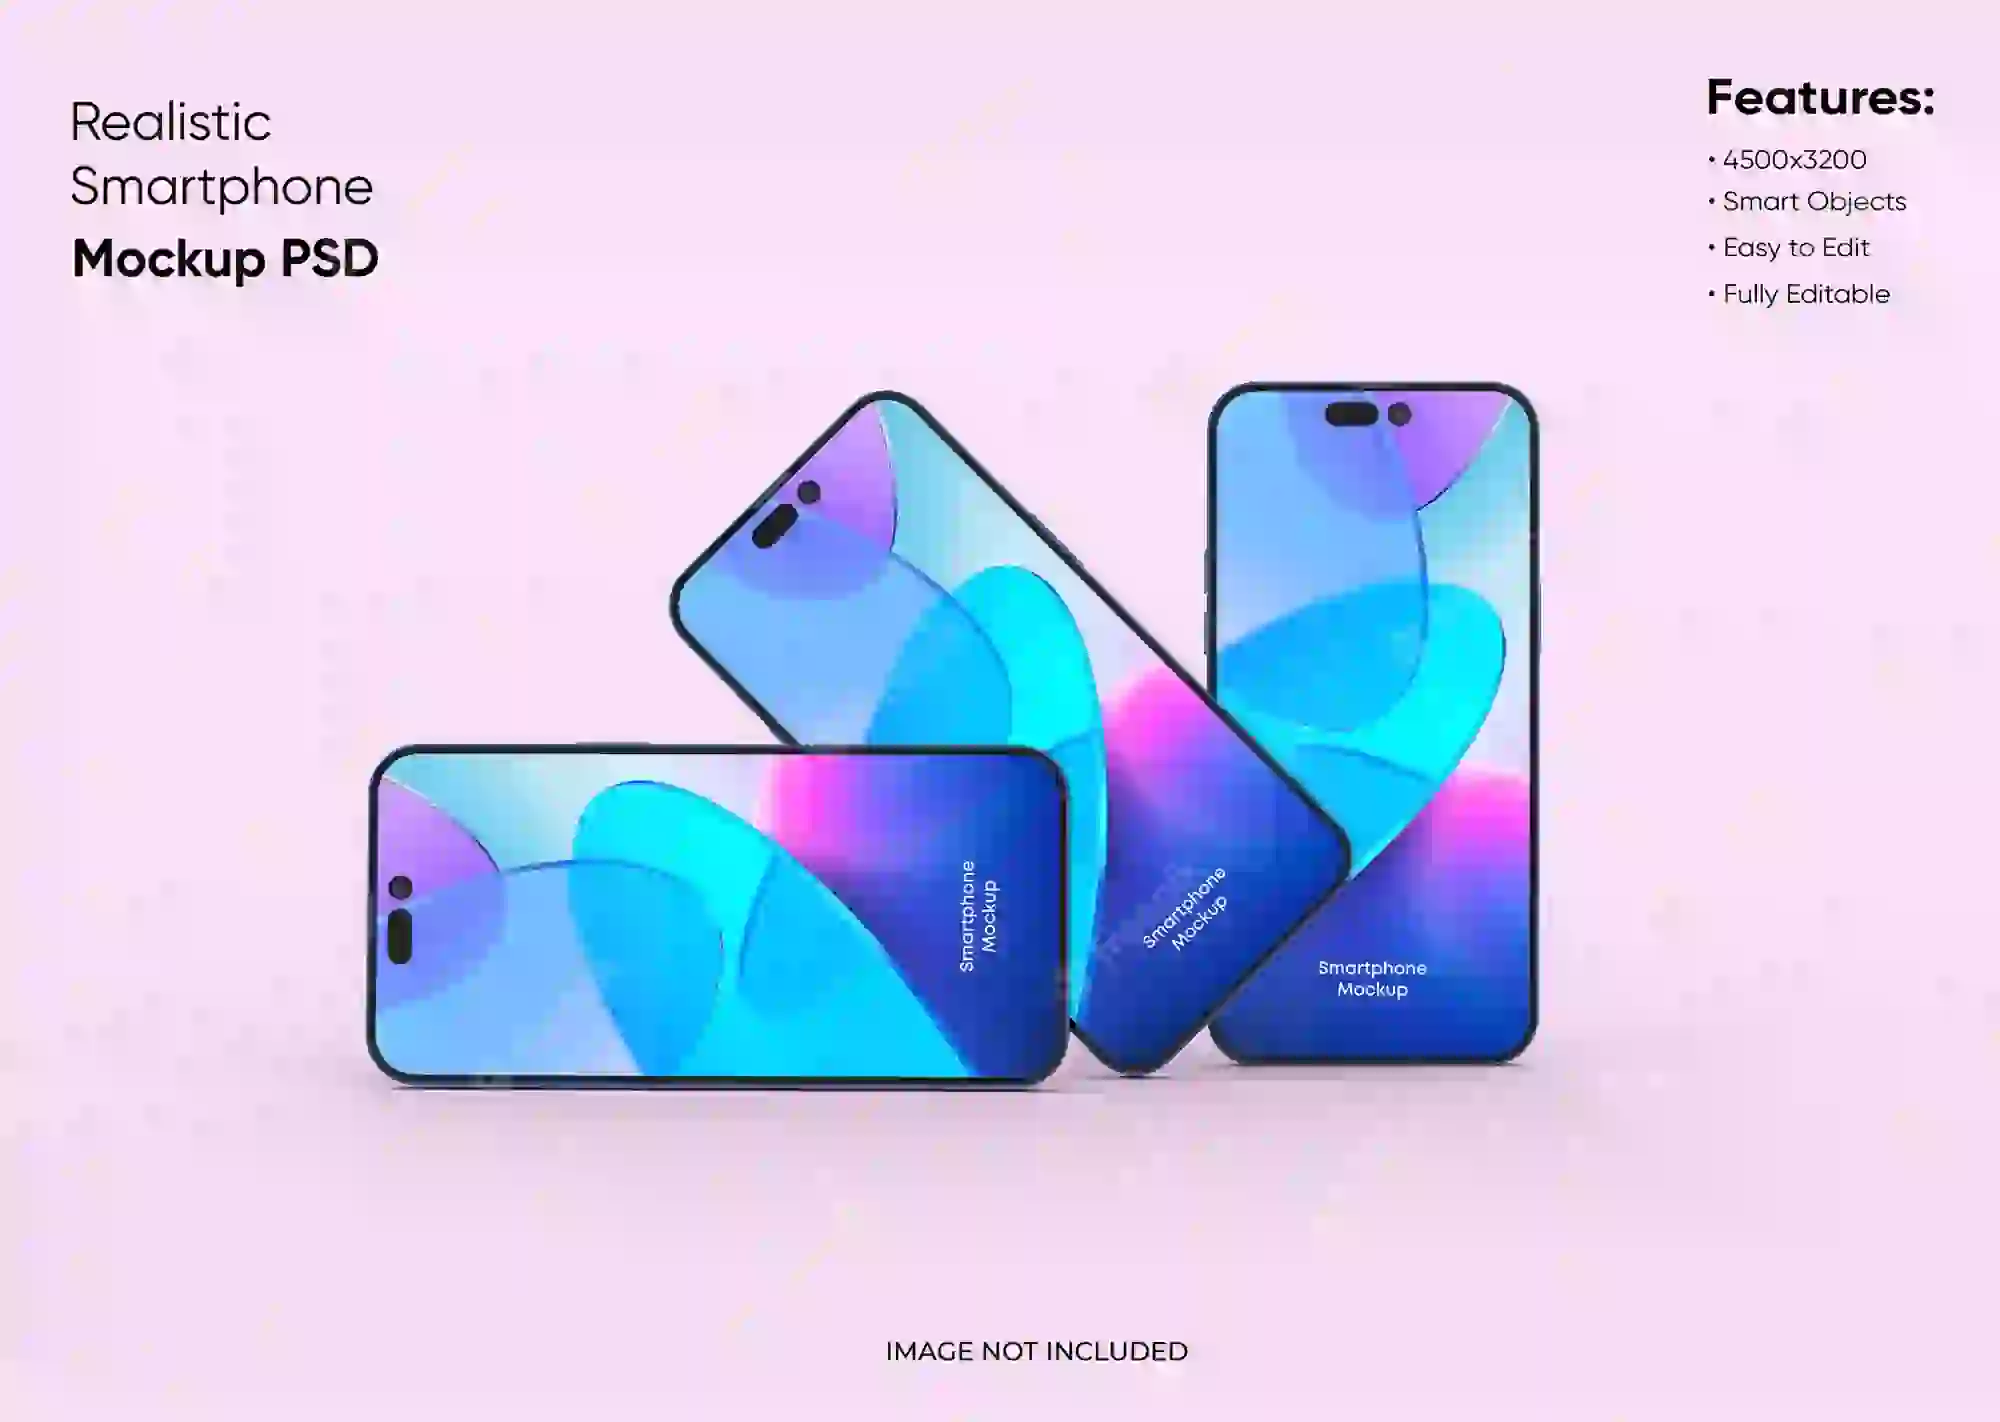 Realistic
Smartphone
Mockup PSD
Features:
• 4500x3200
• Smart Objects
• Easy to Edit
• Fully Editable
Smartphone
Mockup
Smartphone
Mockup
Smartphone
Mockup
IMAGE NOT INCLUDED